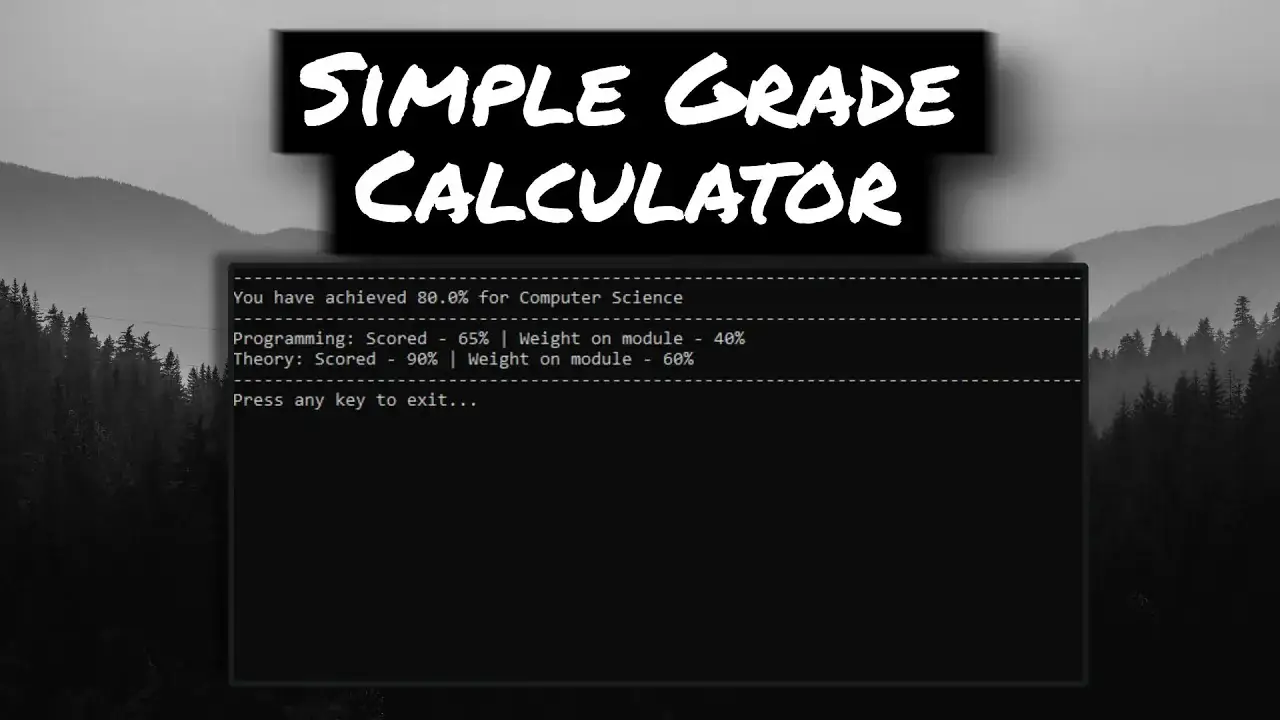 SIMPLE GRADE
CALCULATOR
--------------------------------------------------------------------------------
You have achieved 80.0% for Computer Science
--------------------------------------------------------------------------------
Programming: Scored - 65% | Weight on module - 40%
Theory: Scored - 90% | Weight on module - 60%
--------------------------------------------------------------------------------
Press any key to exit...